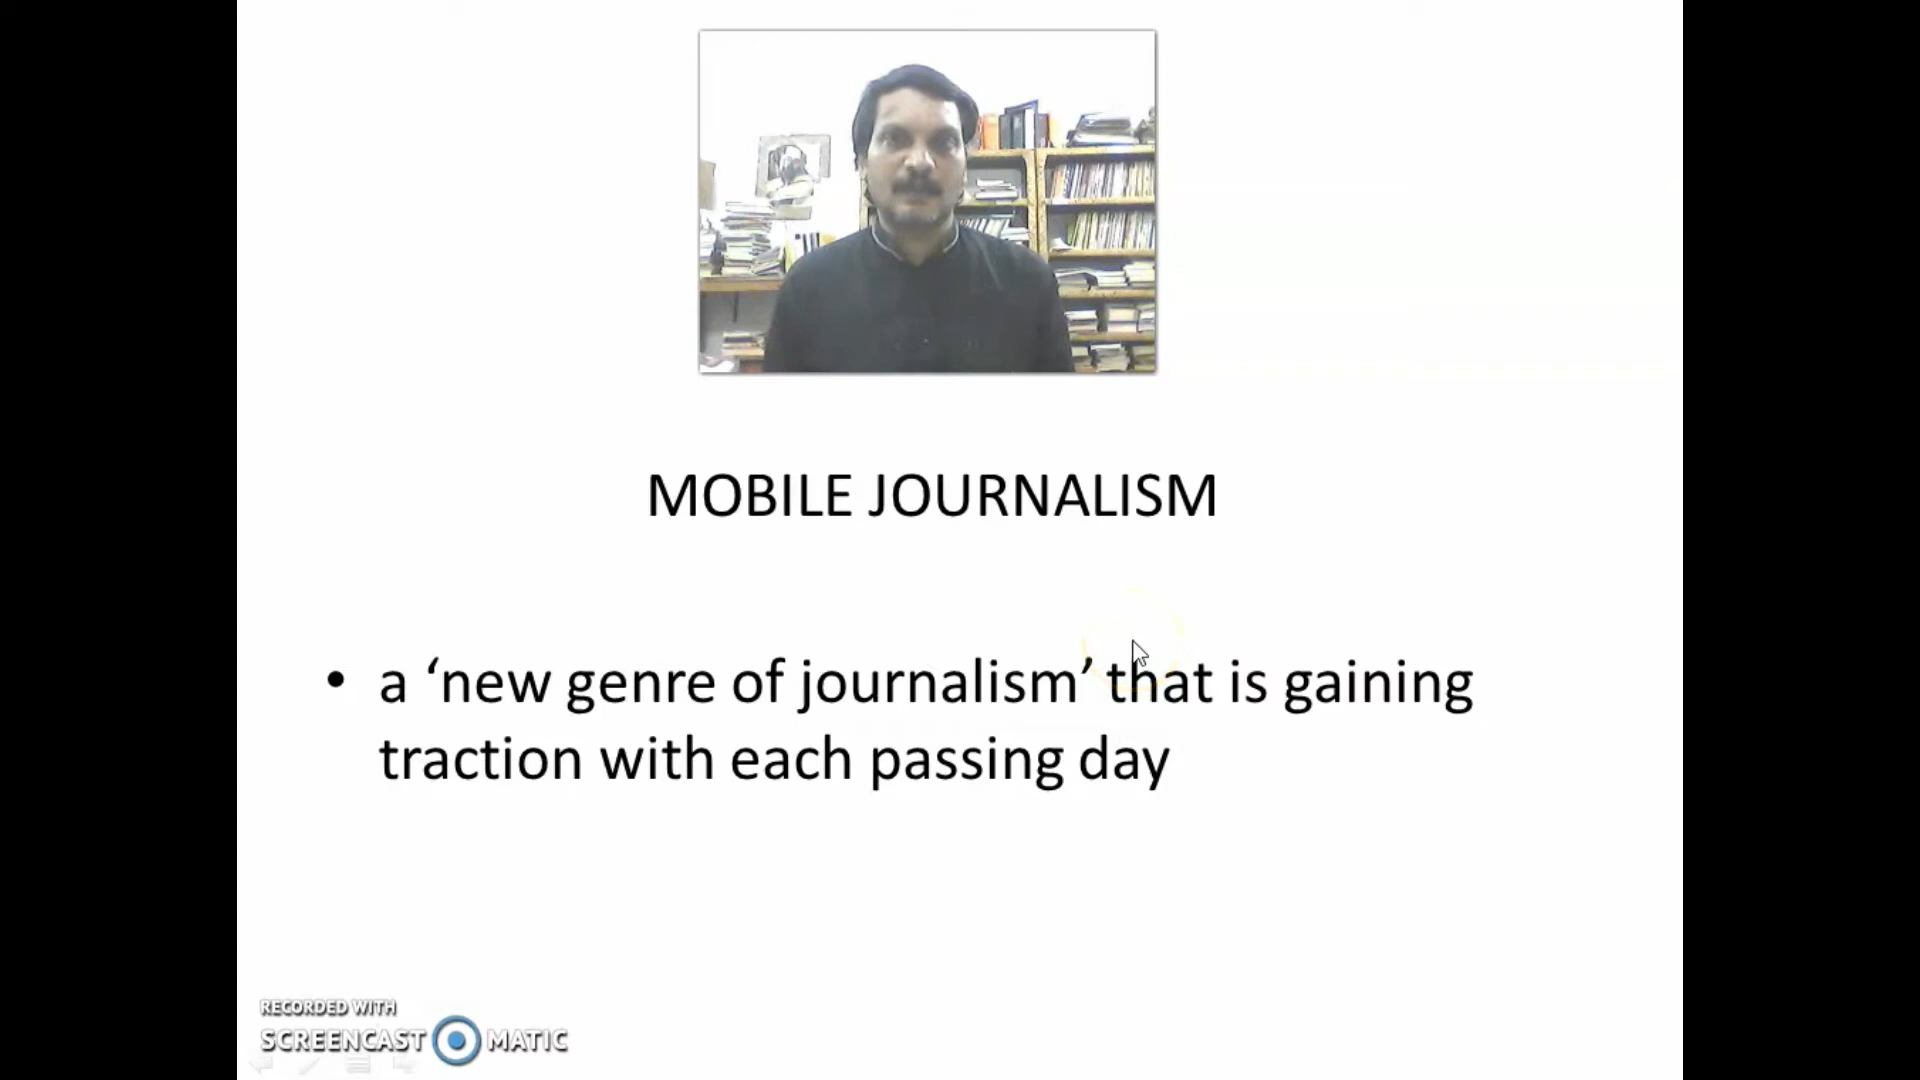 MOBILE JOURNALISM
• a ‘new genre of journalism’ that is gaining
traction with each passing day
RECORDED WITH
SCREENCAST MATIC